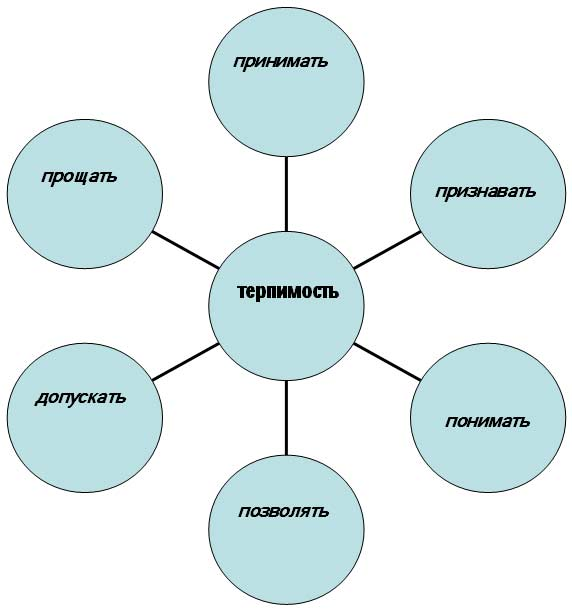 принимать
прощать
признавать
терпимость
допускать
понимать
позволять